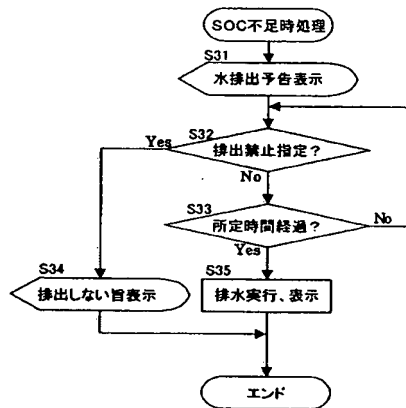 SOC不足時処理
S31
水排出予告表示
S32
Yes
排出禁止指定?
No
S33
所定時間経過?
No
Yes
S34
排出しない旨表示
S35
排水実行、表示
エンド